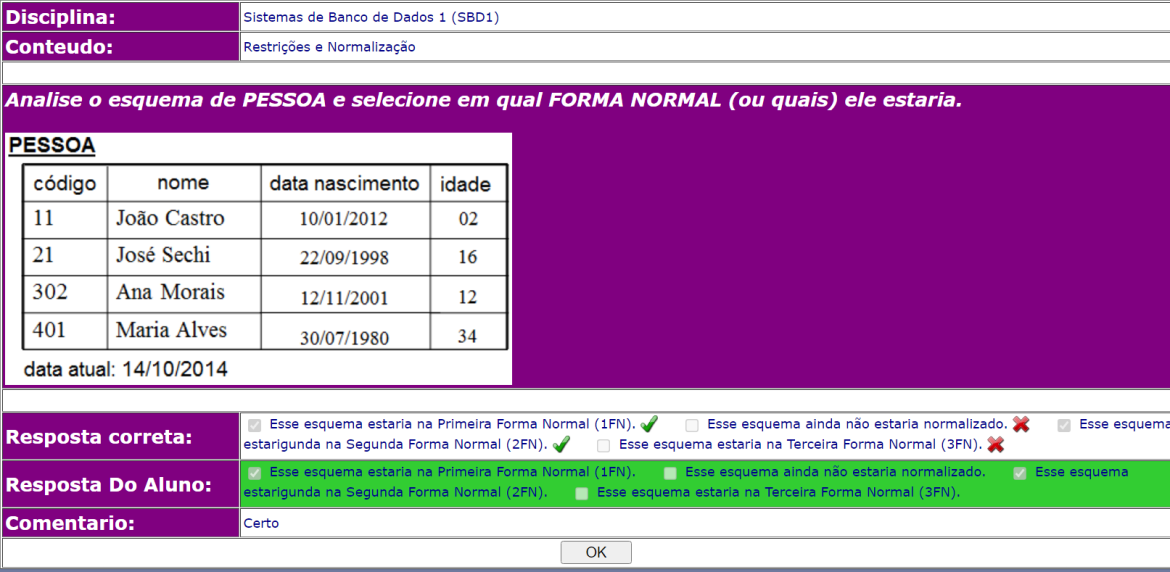 Disciplina: Sistemas de Banco de Dados 1 (SBD1)
Conteudo: Restrições e Normalização
Analise o esquema de PESSOA e selecione em qual FORMA NORMAL (ou quais) ele estaria.
PESSOA
código nome data nascimento idade
11 João Castro 10/01/2012 02
21 José Sechi 22/09/1998 16
302 Ana Morais 12/11/2001 12
401 Maria Alves 30/07/1980 34
data atual: 14/10/2014
Resposta correta: Esse esquema estaria na Primeira Forma Normal (1FN). Esse esquema ainda não estaria normalizado. Esse esquema
estarigunda na Segunda Forma Normal (2FN). Esse esquema estaria na Terceira Forma Normal (3FN).
Resposta Do Aluno: Esse esquema estaria na Primeira Forma Normal (1FN). Esse esquema ainda não estaria normalizado. Esse esquema
estarigunda na Segunda Forma Normal (2FN). Esse esquema estaria na Terceira Forma Normal (3FN).
Comentario: Certo
OK